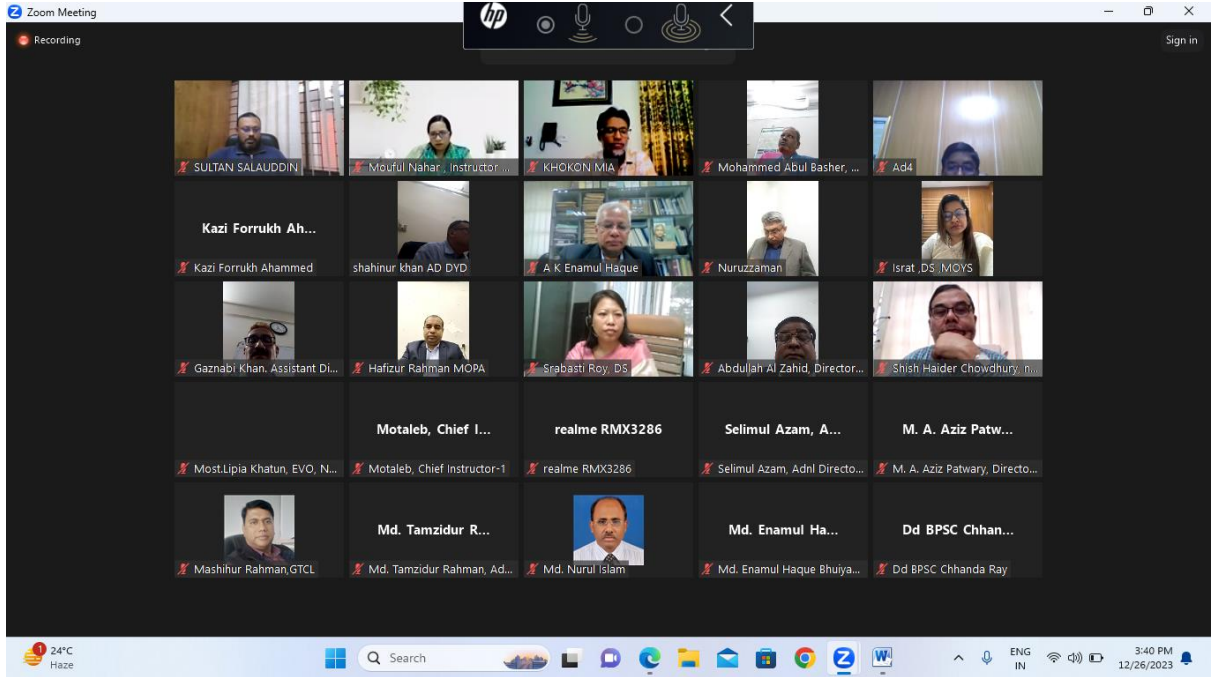 Zoom Meeting
hp
Recording
Sign in
SULTAN SALAUDDIN
Mouful Nahar , Instructor ...
KHOKON MIA
Mohammed Abul Basher, ...
Ad4
Kazi Forrukh Ah...
Kazi Forrukh Ahammed
shahinur khan AD DYD
A K Enamul Haque
Nuruzzaman
Israt ,DS ,MOYS
Gaznabi Khan. Assistant Di...
Hafizur Rahman MOPA
Srabasti Roy, DS
Abdullah Al Zahid, Director...
Shish Haider Chowdhury, n...
Most.Lipia Khatun, EVO, N...
Motaleb, Chief I...
Motaleb, Chief Instructor-1
realme RMX3286
realme RMX3286
Selimul Azam, A...
Selimul Azam, Adnl Directo...
M. A. Aziz Patw...
M. A. Aziz Patwary, Directo...
Mashihur Rahman,GTCL
Md. Tamzidur R...
Md. Tamzidur Rahman, Ad...
Md. Nurul Islam
Md. Enamul Ha...
Md. Enamul Haque Bhuiya...
Dd BPSC Chhan...
Dd BPSC Chhanda Ray
1
24°C
Haze
Search
ENG
IN
3:40 PM
12/26/2023